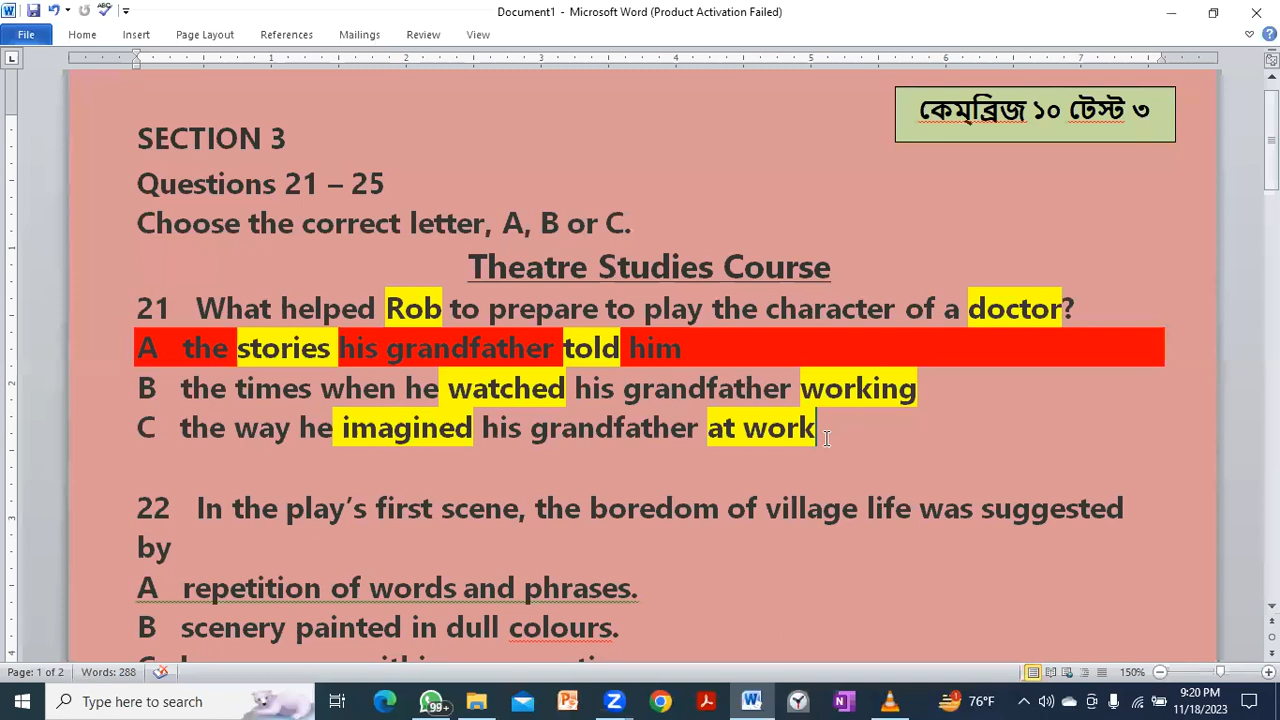 Document1 - Microsoft Word (Product Activation Failed)
File Home Insert Page Layout References Mailings Review View
কেম্ব্রিজ ১০ টেস্ট ৩
SECTION 3
Questions 21 – 25
Choose the correct letter, A, B or C.
Theatre Studies Course
21 What helped Rob to prepare to play the character of a doctor?
A the stories his grandfather told him
B the times when he watched his grandfather working
C the way he imagined his grandfather at work
22 In the play’s first scene, the boredom of village life was suggested
by
A repetition of words and phrases.
B scenery painted in dull colours.
Page: 1 of 2 Words: 288 150%
Type here to search 99+ 76°F 9:20 PM
11/18/2023